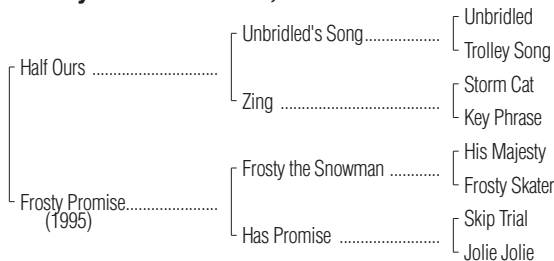 Unbridled
Unbridled's Song
Trolley Song
Half Ours
Storm Cat
Zing
Key Phrase
His Majesty
Frosty the Snowman
Frosty Skater
Frosty Promise
(1995)
Skip Trial
Has Promise
Jolie Jolie